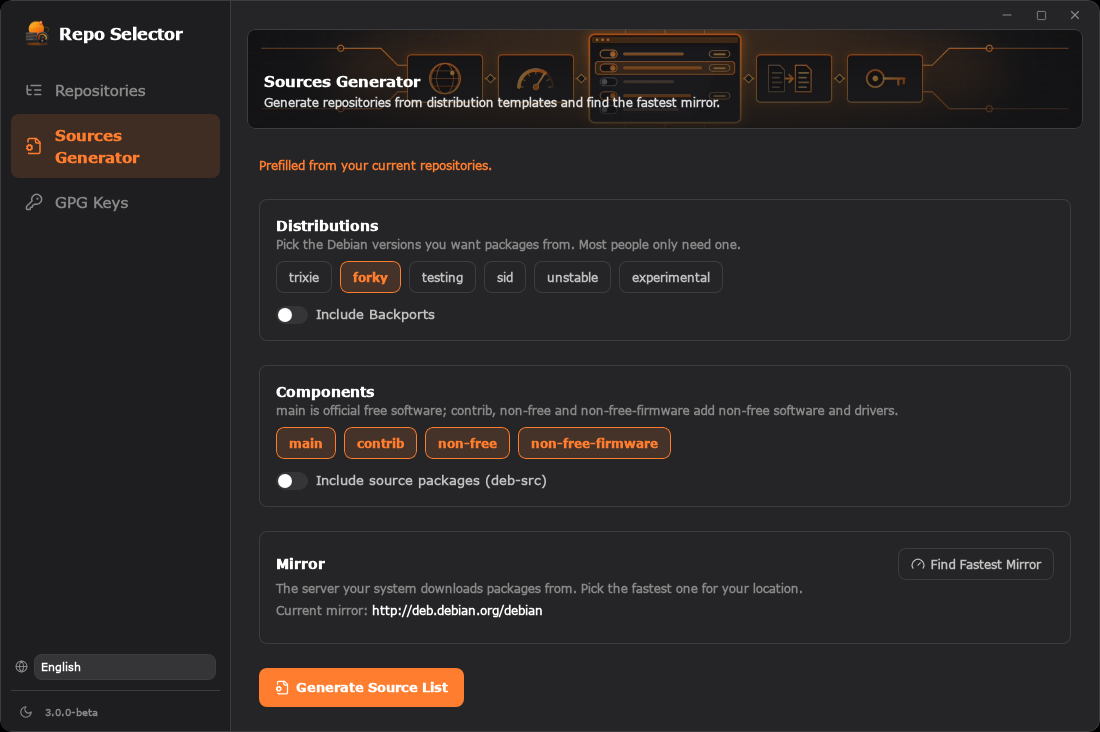 Repo Selector
Repositories
Sources
Generator
GPG Keys
English
3.0.0-beta
Sources Generator
Generate repositories from distribution templates and find the fastest mirror.
Prefilled from your current repositories.
Distributions
Pick the Debian versions you want packages from. Most people only need one.
trixie forky testing sid unstable experimental
Include Backports
Components
main is official free software; contrib, non-free and non-free-firmware add non-free software and drivers.
main contrib non-free non-free-firmware
Include source packages (deb-src)
Mirror
Find Fastest Mirror
The server your system downloads packages from. Pick the fastest one for your location.
Current mirror: http://deb.debian.org/debian
Generate Source List